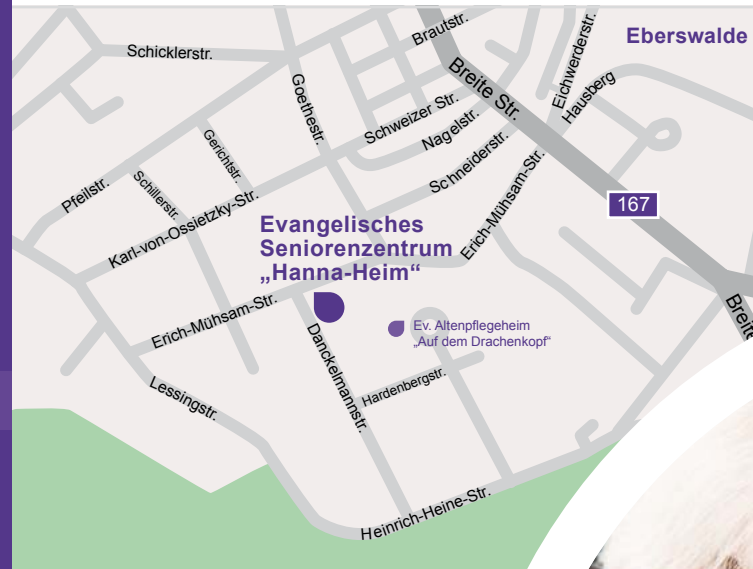 Brautstr.
Eberswalde
Schicklerstr.
Eichwerderstr.
Goethestr.
Breite Str.
Hausberg
Schweizer Str.
Nagelstr.
Gerichtstr.
Schneiderstr.
Pfeilstr.
Schillerstr.
Erich-Mühsam-Str.
167
Karl-von-Ossietzky-Str.
Evangelisches
Seniorenzentrum
„Hanna-Heim“
Erich-Mühsam-Str.
Breite
Ev. Altenpflegeheim
„Auf dem Drachenkopf“
Danckelmannstr.
Lessingstr.
Hardenbergstr.
Heinrich-Heine-Str.